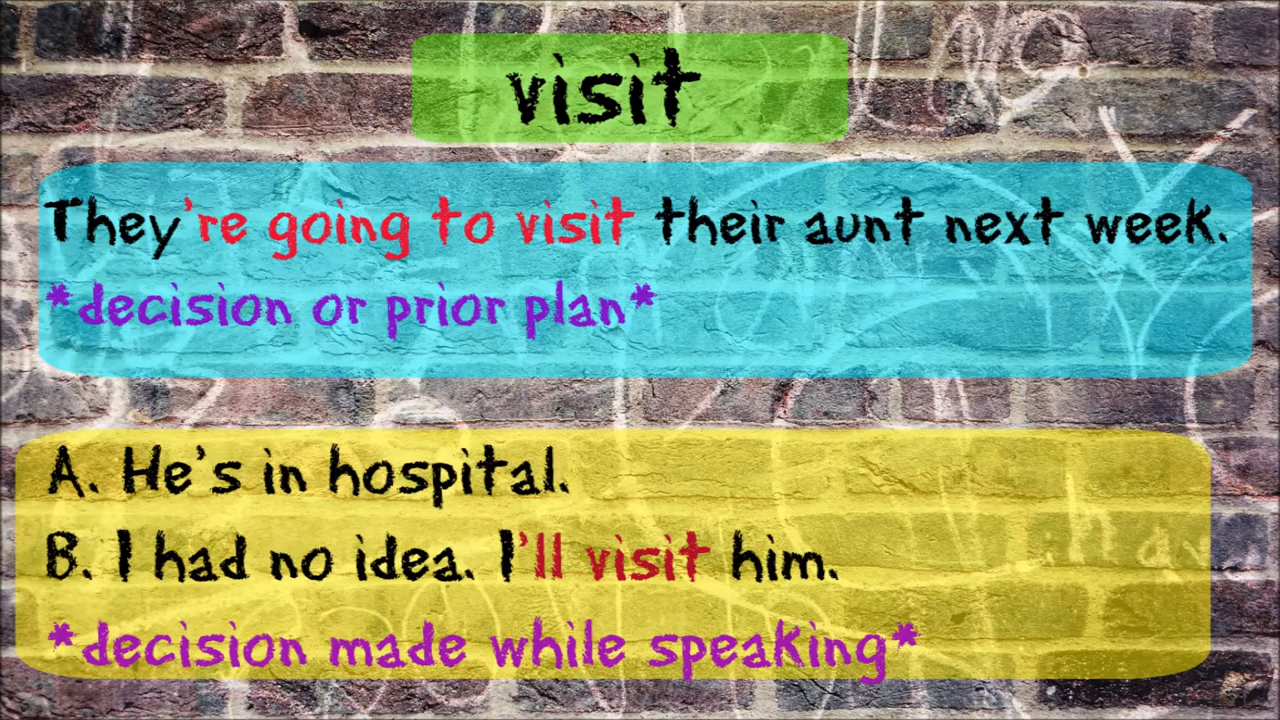 visit
They're going to visit their aunt next week.
*decision or prior plan*
A. He's in hospital.
B. I had no idea. I'll visit him.
*decision made while speaking*